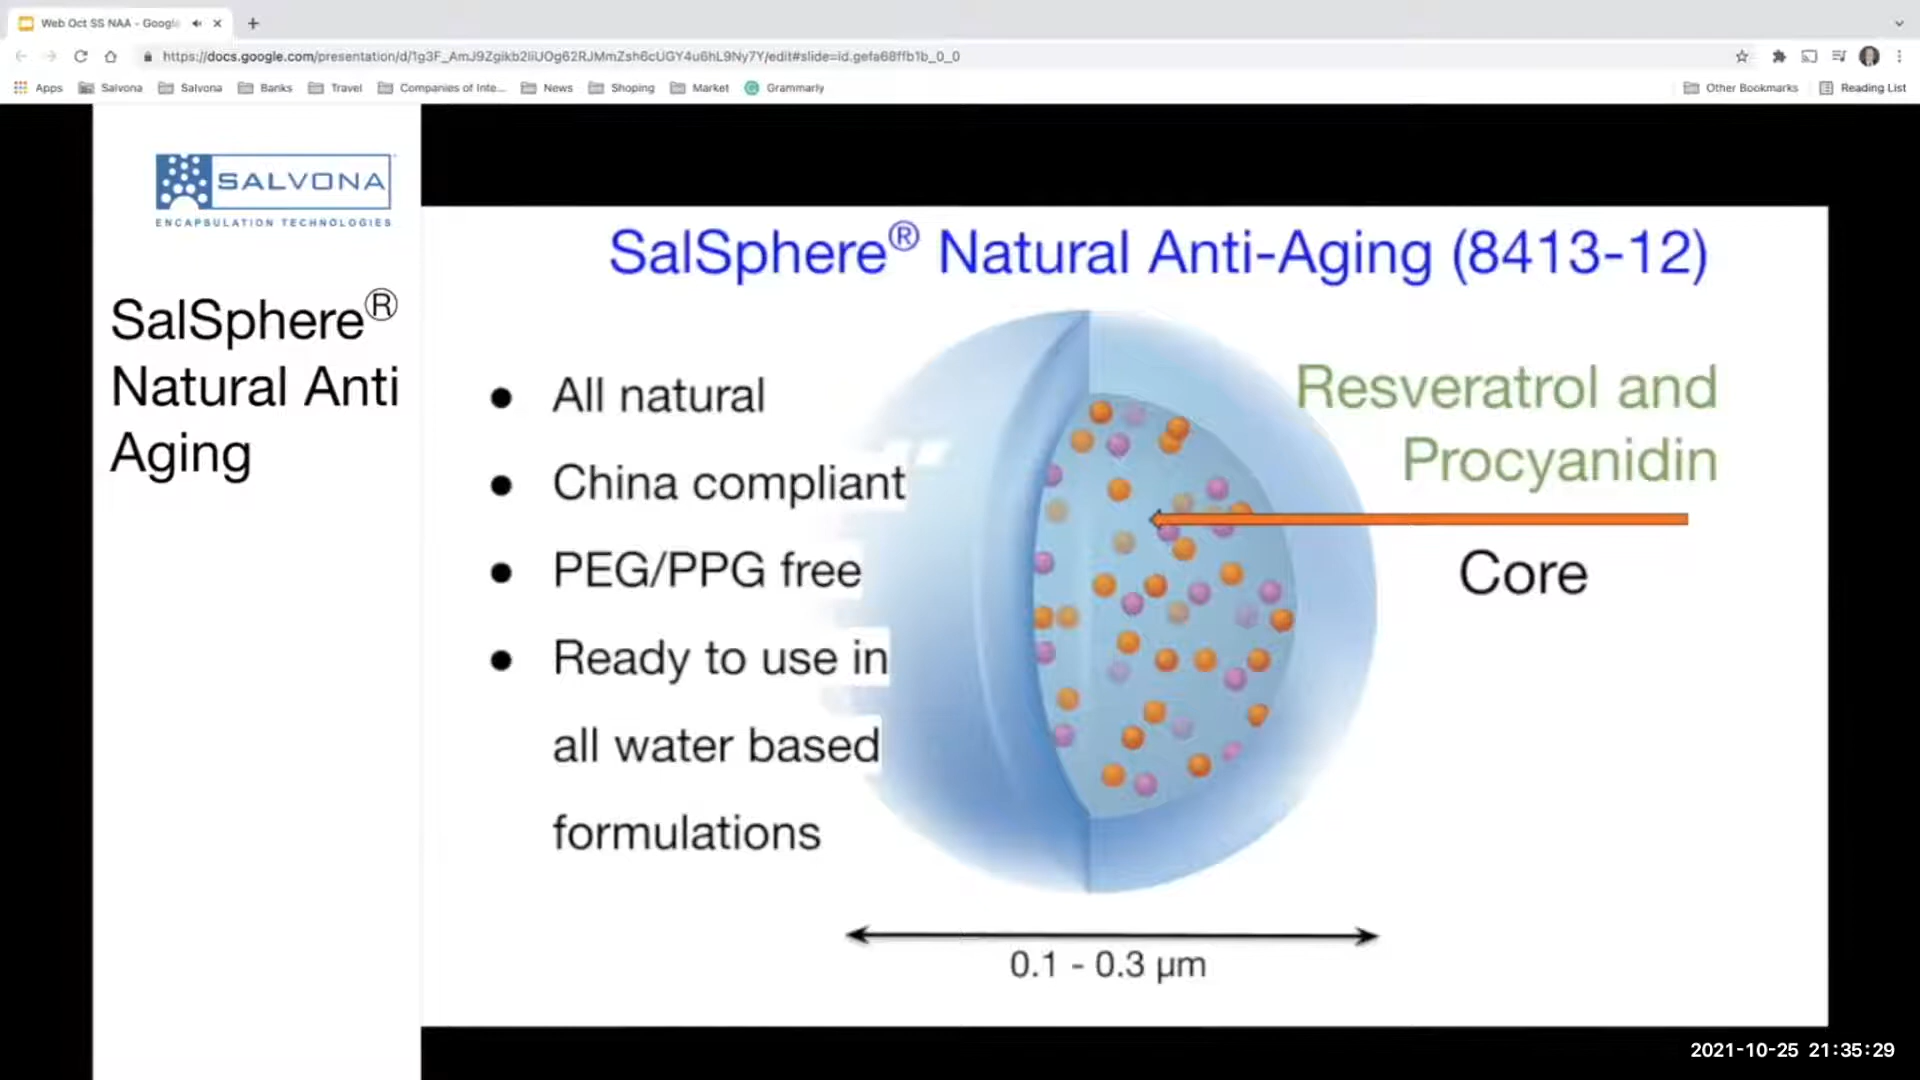 Web Oct SS NAA - Google
https://docs.google.com/presentation/d/1g3F_AmJ9Zgikb2IiUOg62RJMmZsh6cUGY4u6hL9Ny7Y/edit#slide=id.gefa68ffb1b_0_0
Apps Salvona Salvona Banks Travel Companies of Inte... News Shoping Market Grammarly Other Bookmarks Reading List
SALVONA
ENCAPSULATION TECHNOLOGIES
SalSphere®
Natural Anti
Aging
SalSphere® Natural Anti-Aging (8413-12)
● All natural
● China compliant
● PEG/PPG free
● Ready to use in
all water based
formulations
Resveratrol and
Procyanidin
Core
0.1 - 0.3 µm
2021-10-25 21:35:29